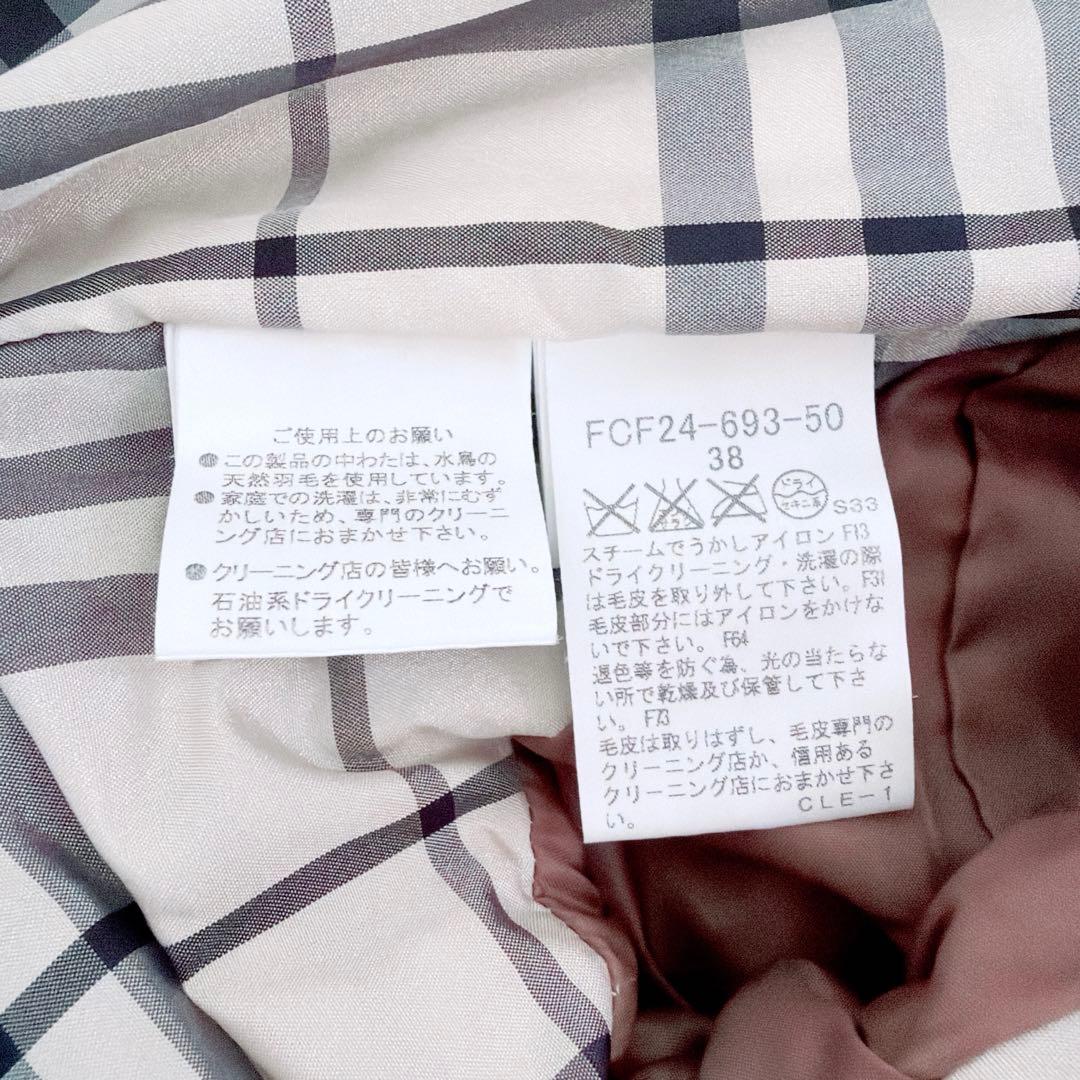 ご使用上のお願い
●この製品の中わたは、水鳥の
天然羽毛を使用しています。
●家庭での洗濯は、非常にむず
かしいため、専門のクリーニ
ング店におまかせ下さい。
●クリーニング店の皆様へお願い。
石油系ドライクリーニングで
お願いします。
FCF24-693-50
38
エンソ
サラシ
ドライ
セキユ系
S33
スチームでうかしアイロン F13
ドライクリーニング・洗濯の際
は毛皮を取り外して下さい。F31
毛皮部分にはアイロンをかけな
いで下さい。F64
退色等を防ぐ為、光の当たらな
い所で乾燥及び保管して下さ
い。F73
毛皮は取りはずし、毛皮専門の
クリーニング店か、信用ある
クリーニング店におまかせ下さ
い。
CLE-1